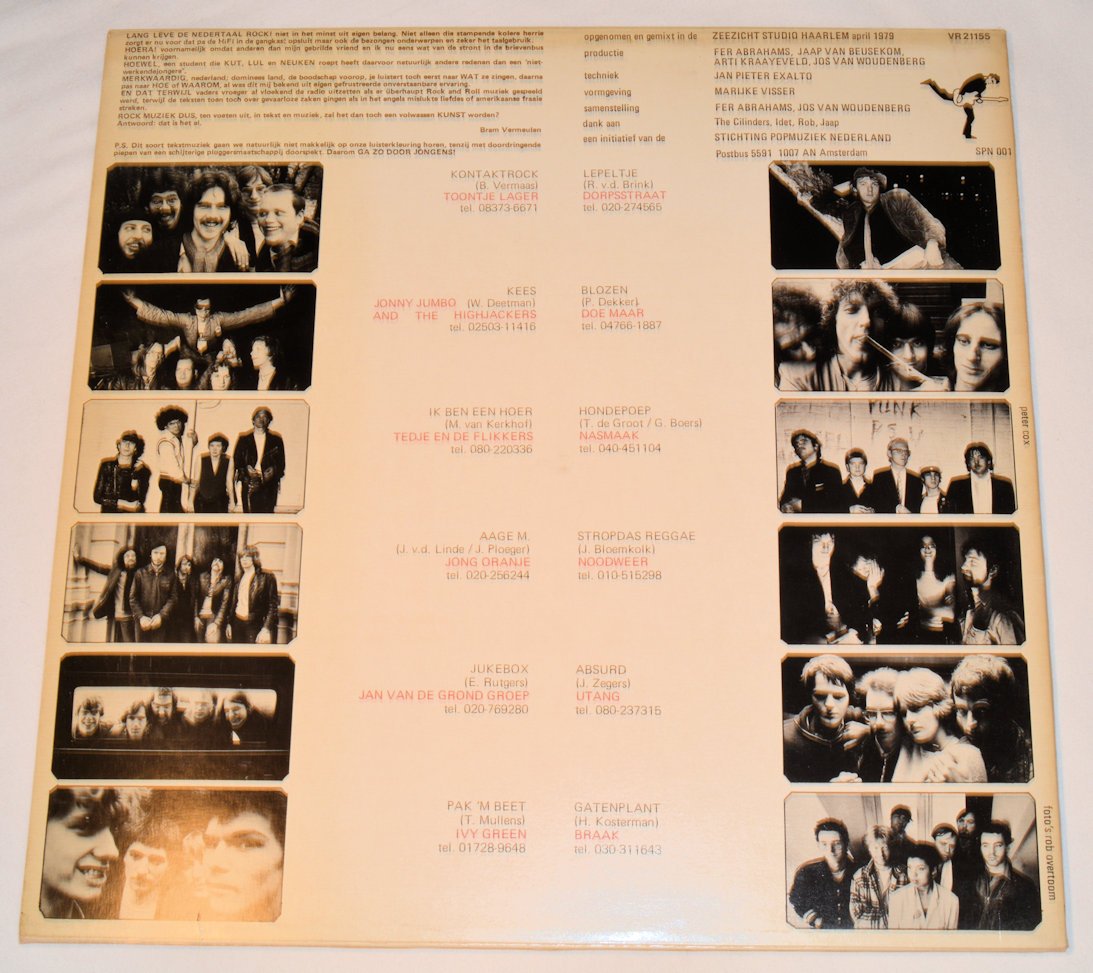 LANG LEVE DE NEDERTAAL ROCK! niet in het minst uit eigen belang. Niet alleen die stampende kolere herrie
zorgt er nu voor dat pa de HiFi in de gangkast opsluit maar ook de bezongen onderwerpen en zeker het taalgebruik.
HOERA! voornamelijk omdat anderen dan mijn gebrilde vriend en ik nu eens wat van de stront in de brievenbus
kunnen krijgen.
HOEWEL, een student die KUT, LUL en NEUKEN roept heeft daarvoor natuurlijk andere redenen dan een 'niet-
werkendejongere'.
MERKWAARDIG, nederland; dominees land, de boodschap voorop, je luistert toch eerst naar WAT ze zingen, daarna
pas naar HOE of WAAROM, al was dit mij bekend uit eigen gefrustreerde onverstaanbare ervaring.
EN DAT TERWIJL vaders vroeger al vloekend de radio uitzetten als er überhaupt Rock and Roll muziek gespeeld
werd, terwijl de teksten toen toch over gevaarloze zaken gingen als in het engels mislukte liefdes of amerikaanse fraaie
straken.
ROCK MUZIEK DUS, ten voeten uit, in tekst en muziek, zal het dan toch een volwassen KUNST worden?
Antwoord: dat is het al.
Bram Vermeulen
P.S. Dit soort tekstmuziek gaan we natuurlijk niet makkelijk op onze luisterkleuring horen, tenzij met doordringende
piepen van een schijterige ploggersmaatschappij doorspekt. Daarom GA ZO DOOR JONGENS!
opgenomen en gemixt in de ZEEZICHT STUDIO HAARLEM april 1979
VR 21155
productie FER ABRAHAMS, JAAP VAN BEUSEKOM,
ARTI KRAAYEVELD, JOS VAN WOUDENBERG
techniek JAN PIETER EXALTO
vormgeving MARIJKE VISSER
samenstelling FER ABRAHAMS, JOS VAN WOUDENBERG
dank aan The Cilinders, Idet, Rob, Jaap
een initiatief van de STICHTING POPMUZIEK NEDERLAND
Postbus 5591 1007 AN Amsterdam
SPN 001
KONTAKTROCK
(B. Vermaas)
TOONTJE LAGER
tel. 08373-6671
LEPELTJE
(R. v.d. Brink)
DORPSSTRAAT
tel. 020-274565
KEES
JONNY JUMBO (W. Deetman)
AND THE HIGHJACKERS
tel. 02503-11416
BLOZEN
(P. Dekker)
DOE MAAR
tel. 04766-1887
IK BEN EEN HOER
(M. van Kerkhof)
TEDJE EN DE FLIKKERS
tel. 080-220336
HONDEPOEP
(T. de Groot / G. Boers)
NASMAAK
tel. 040-451104
PUNK
peter cox
AAGE M.
(J. v.d. Linde / J. Ploeger)
JONG ORANJE
tel. 020-256244
STROPDAS REGGAE
(J. Bloemkolk)
NOODWEER
tel. 010-515298
JUKEBOX
(E. Rutgers)
JAN VAN DE GROND GROEP
tel. 020-769280
ABSURD
(J. Zegers)
UTANG
tel. 080-237315
PAK 'M BEET
(T. Mullens)
IVY GREEN
tel. 01728-9648
GATENPLANT
(H. Kosterman)
BRAAK
tel. 030-311643
foto's rob overtoom